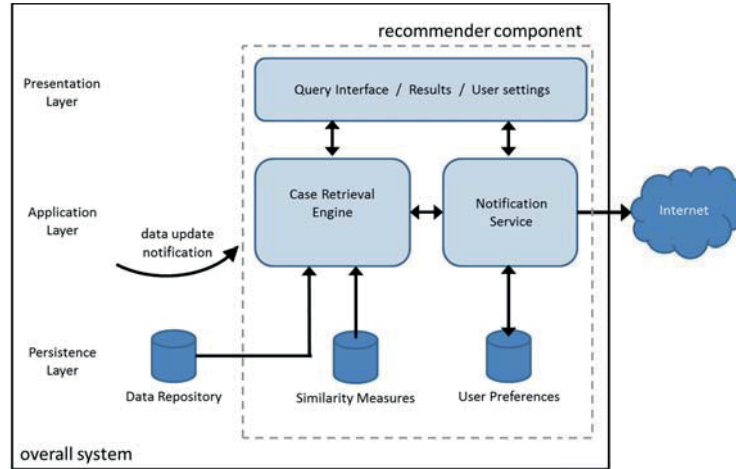 recommender component
Presentation
Layer
Query Interface / Results / User settings
Application
Layer
data update
notification
Case Retrieval
Engine
Notification
Service
Internet
Persistence
Layer
Data Repository
Similarity Measures
User Preferences
overall system